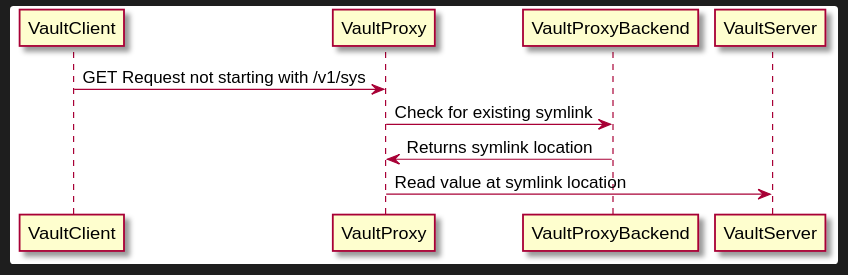 VaultClient VaultProxy VaultProxyBackend VaultServer
GET Request not starting with /v1/sys
Check for existing symlink
Returns symlink location
Read value at symlink location
VaultClient VaultProxy VaultProxyBackend VaultServer